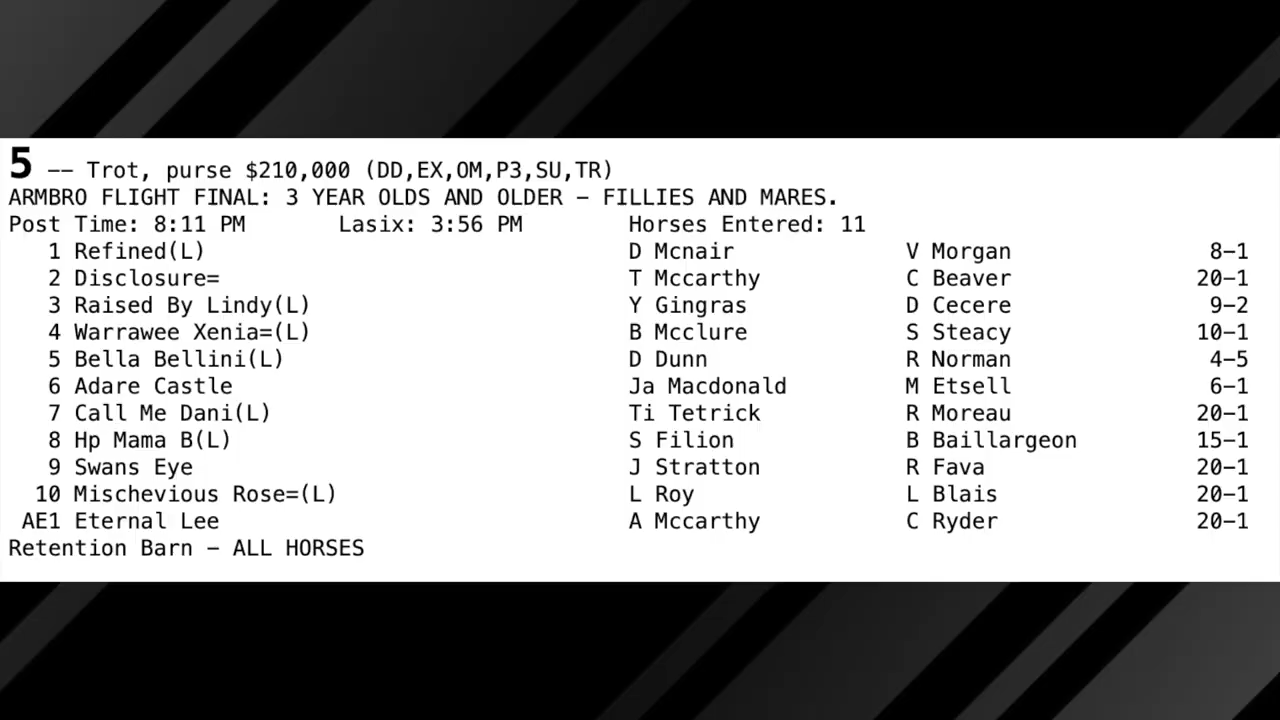 5 -- Trot, purse $210,000 (DD,EX,OM,P3,SU,TR)
ARMBRO FLIGHT FINAL: 3 YEAR OLDS AND OLDER – FILLIES AND MARES.
Post Time: 8:11 PM Lasix: 3:56 PM Horses Entered: 11
1 Refined(L) D Mcnair V Morgan 8–1
2 Disclosure= T Mccarthy C Beaver 20–1
3 Raised By Lindy(L) Y Gingras D Cecere 9–2
4 Warrawee Xenia=(L) B Mcclure S Steacy 10–1
5 Bella Bellini(L) D Dunn R Norman 4–5
6 Adare Castle Ja Macdonald M Etsell 6–1
7 Call Me Dani(L) Ti Tetrick R Moreau 20–1
8 Hp Mama B(L) S Filion B Baillargeon 15–1
9 Swans Eye J Stratton R Fava 20–1
10 Mischevious Rose=(L) L Roy L Blais 20–1
AE1 Eternal Lee A Mccarthy C Ryder 20–1
Retention Barn – ALL HORSES